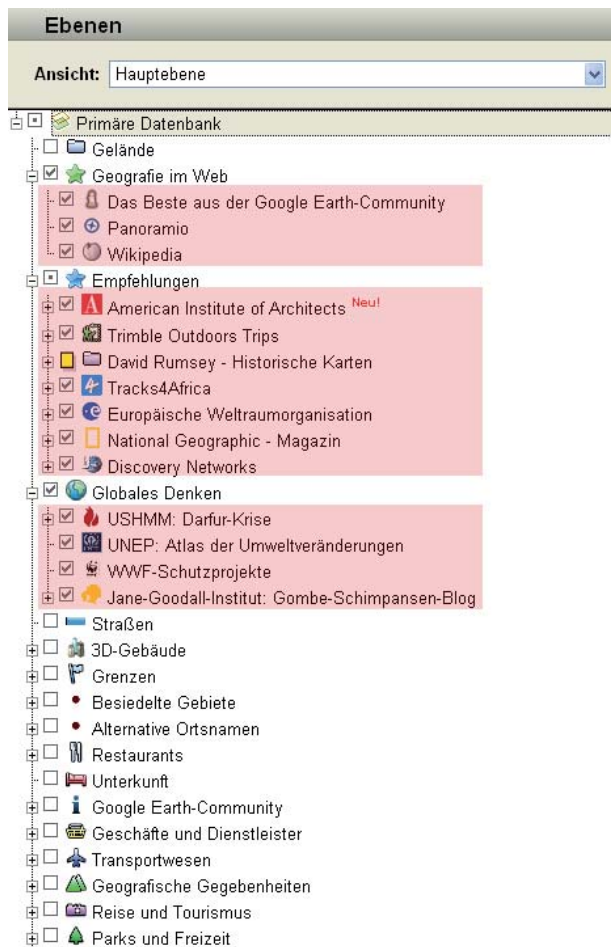 Ebenen
Ansicht: Hauptebene
Primäre Datenbank
Gelände
Geografie im Web
Das Beste aus der Google Earth-Community
Panoramio
Wikipedia
Empfehlungen
American Institute of Architects Neu!
Trimble Outdoors Trips
David Rumsey - Historische Karten
Tracks4Africa
Europäische Weltraumorganisation
National Geographic - Magazin
Discovery Networks
Globales Denken
USHMM: Darfur-Krise
UNEP: Atlas der Umweltveränderungen
WWF-Schutzprojekte
Jane-Goodall-Institut: Gombe-Schimpansen-Blog
Straßen
3D-Gebäude
Grenzen
Besiedelte Gebiete
Alternative Ortsnamen
Restaurants
Unterkunft
Google Earth-Community
Geschäfte und Dienstleister
Transportwesen
Geografische Gegebenheiten
Reise und Tourismus
Parks und Freizeit